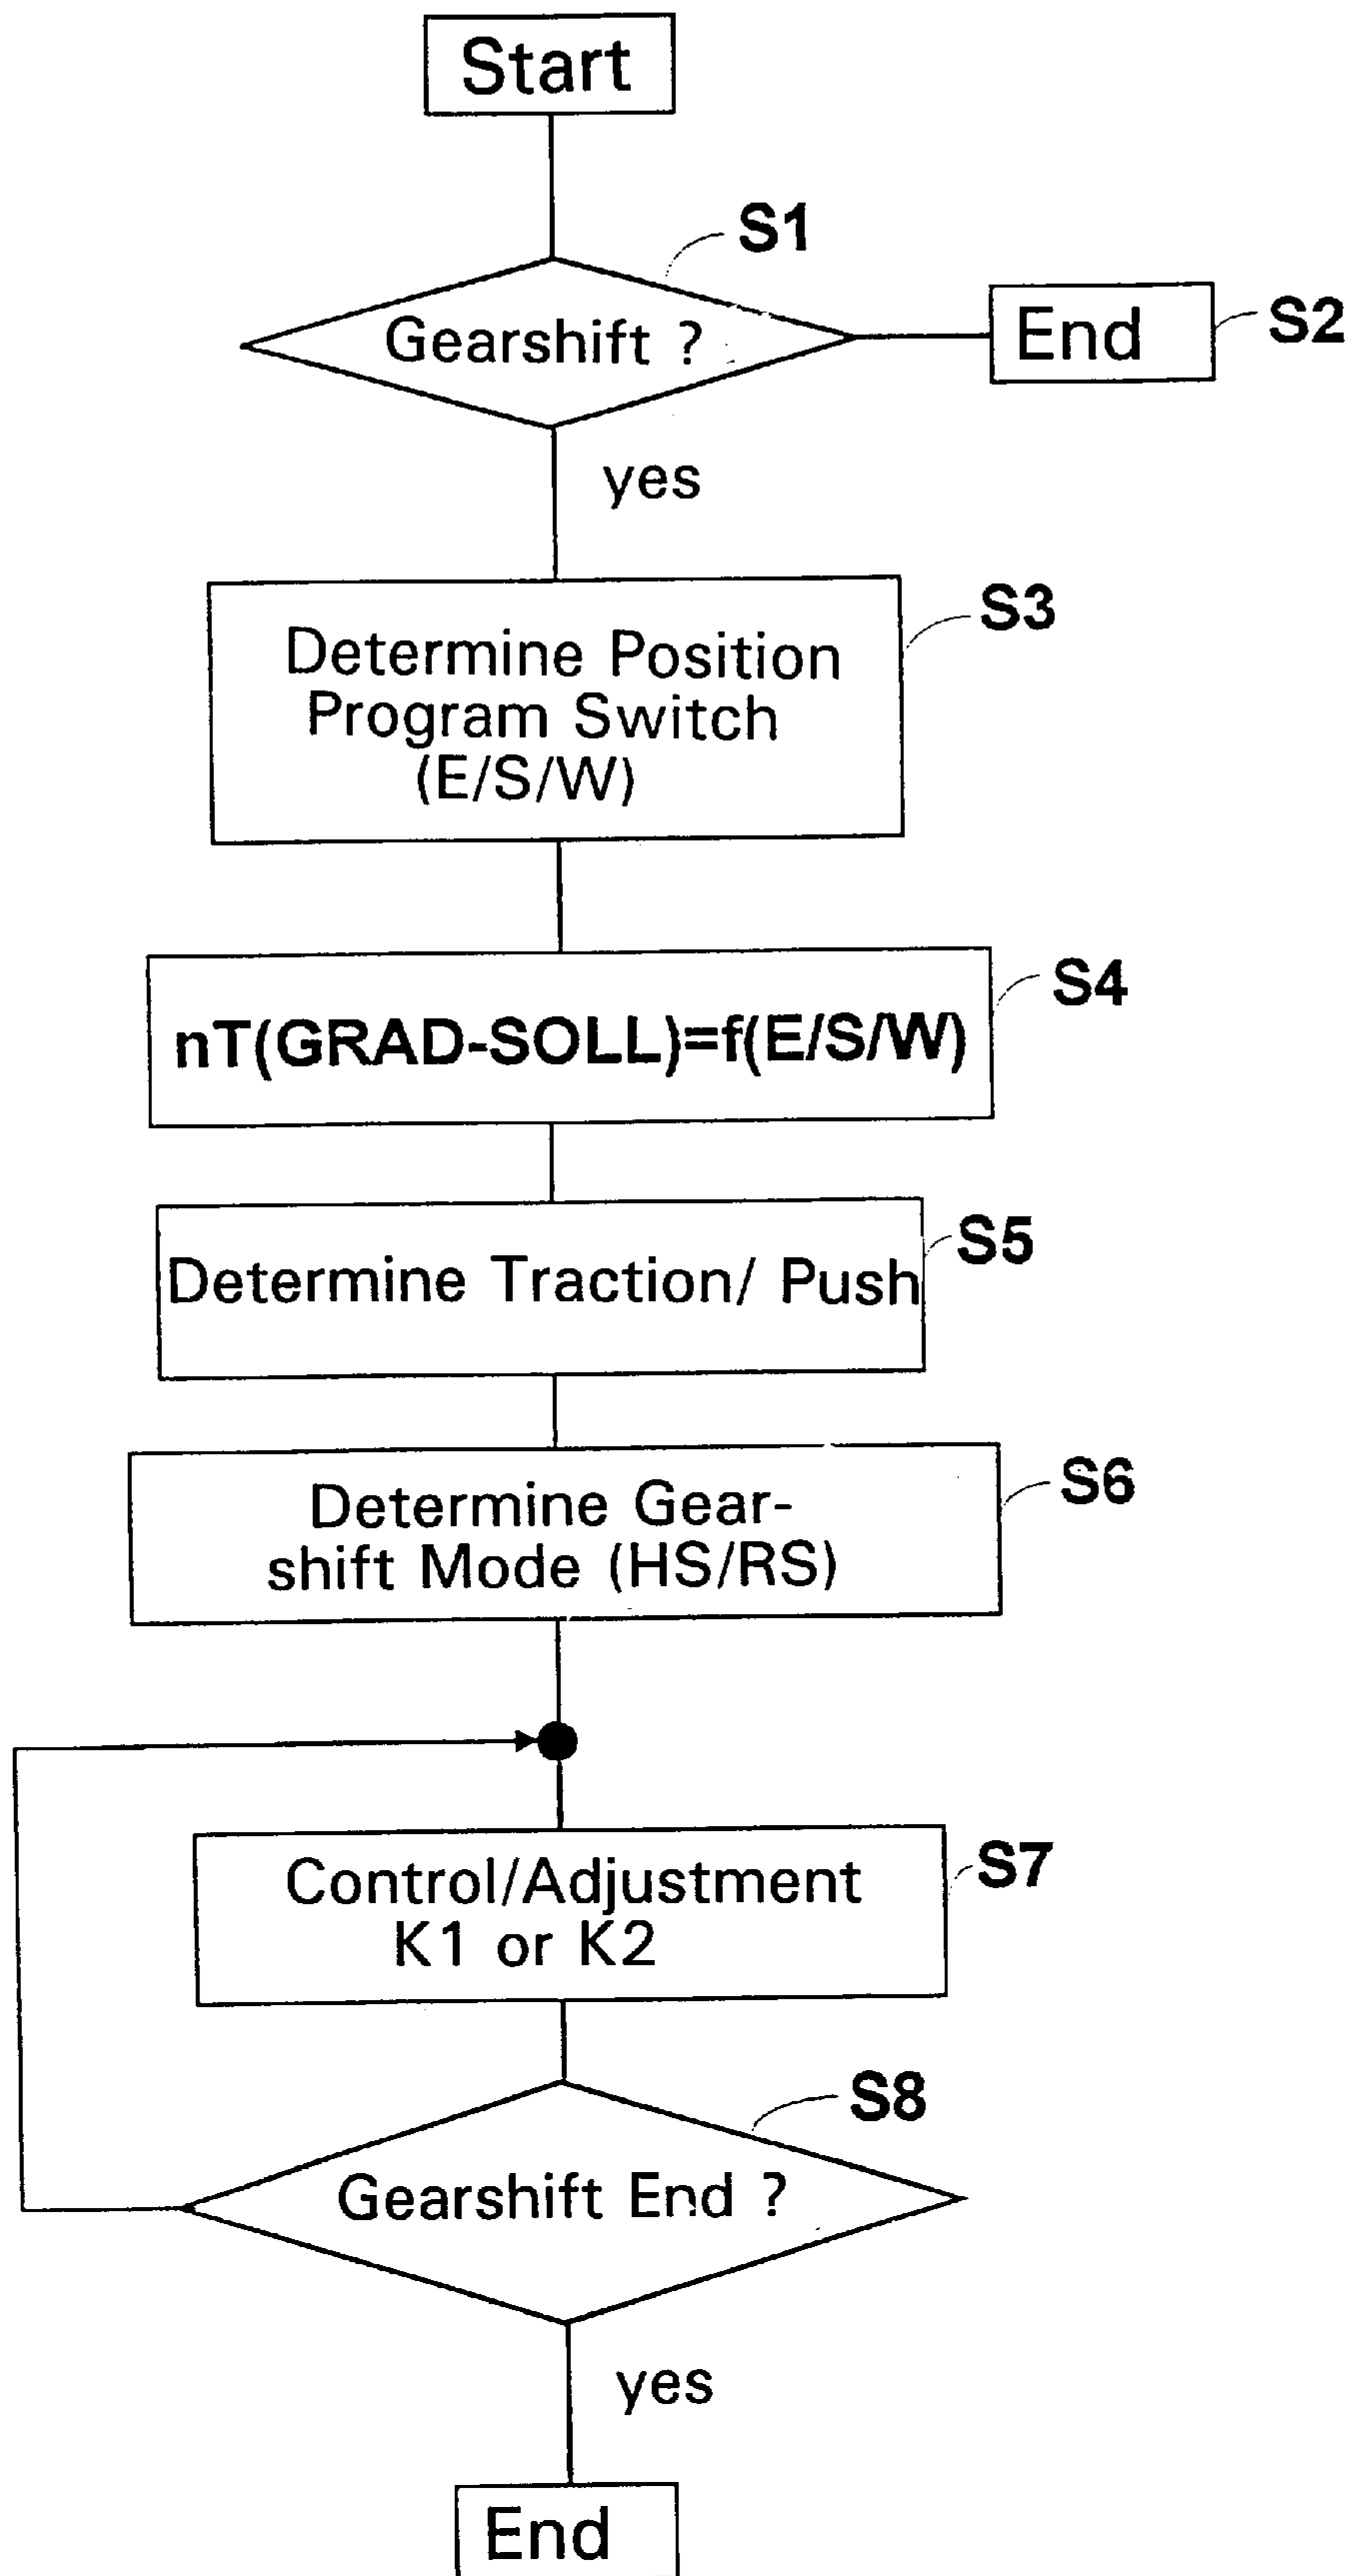 Start
S1
Gearshift ?
End
S2
yes
S3
Determine Position
Program Switch
(E/S/W)
S4
nT(GRAD-SOLL)=f(E/S/W)
S5
Determine Traction/ Push
S6
Determine Gear-
shift Mode (HS/RS)
S7
Control/Adjustment
K1 or K2
S8
Gearshift End ?
yes
End